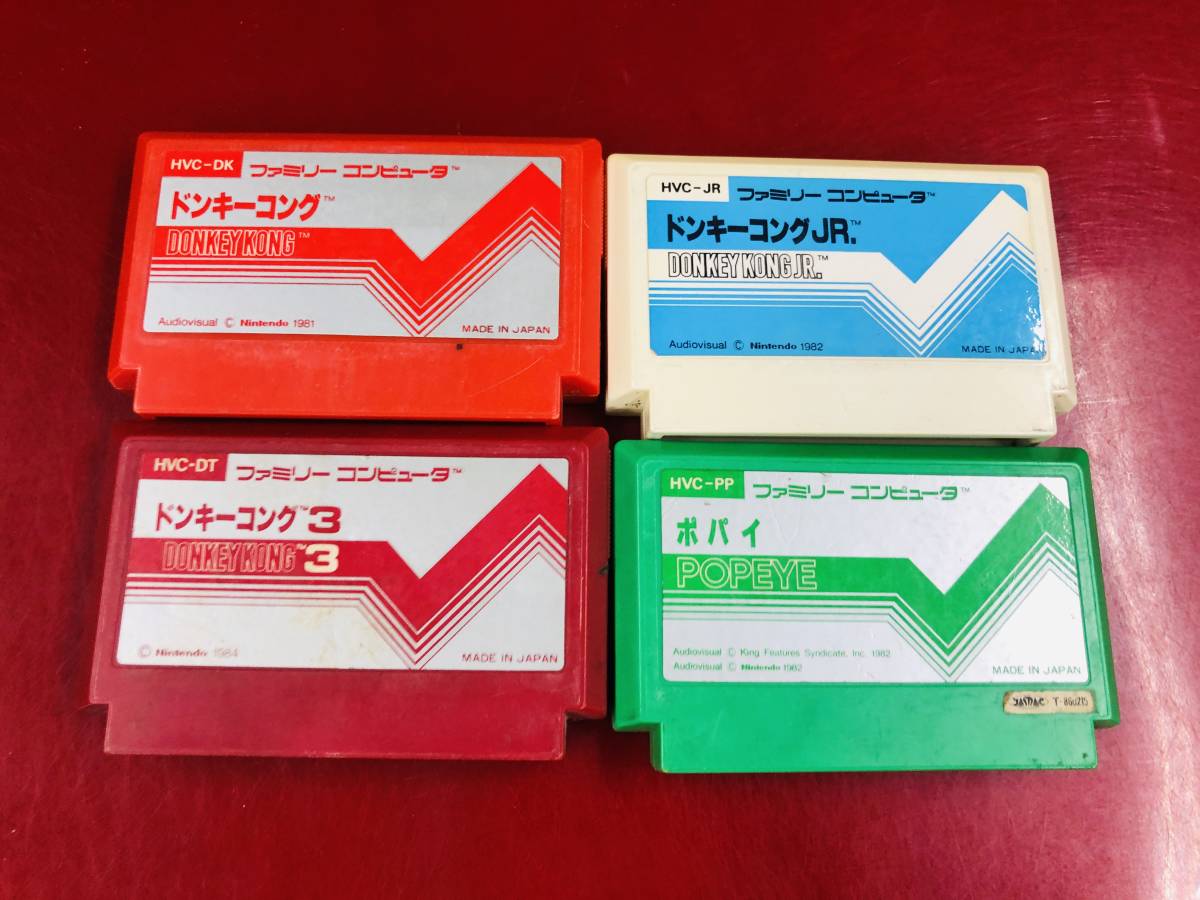 HVC-DK ファミリー コンピュータ™
ドンキーコング™
DONKEY KONG™
Audiovisual © Nintendo 1981
MADE IN JAPAN
HVC-JR ファミリー コンピュータ™
ドンキーコングJR.™
DONKEY KONG JR.™
Audiovisual © Nintendo 1982
MADE IN JAPAN
HVC-DT ファミリー コンピュータ™
ドンキーコング™3
DONKEY KONG™3
© Nintendo 1984
MADE IN JAPAN
HVC-PP ファミリー コンピュータ™
ポパイ
POPEYE
Audiovisual © King Features Syndicate, Inc. 1982
Audiovisual © Nintendo 1982
MADE IN JAPAN